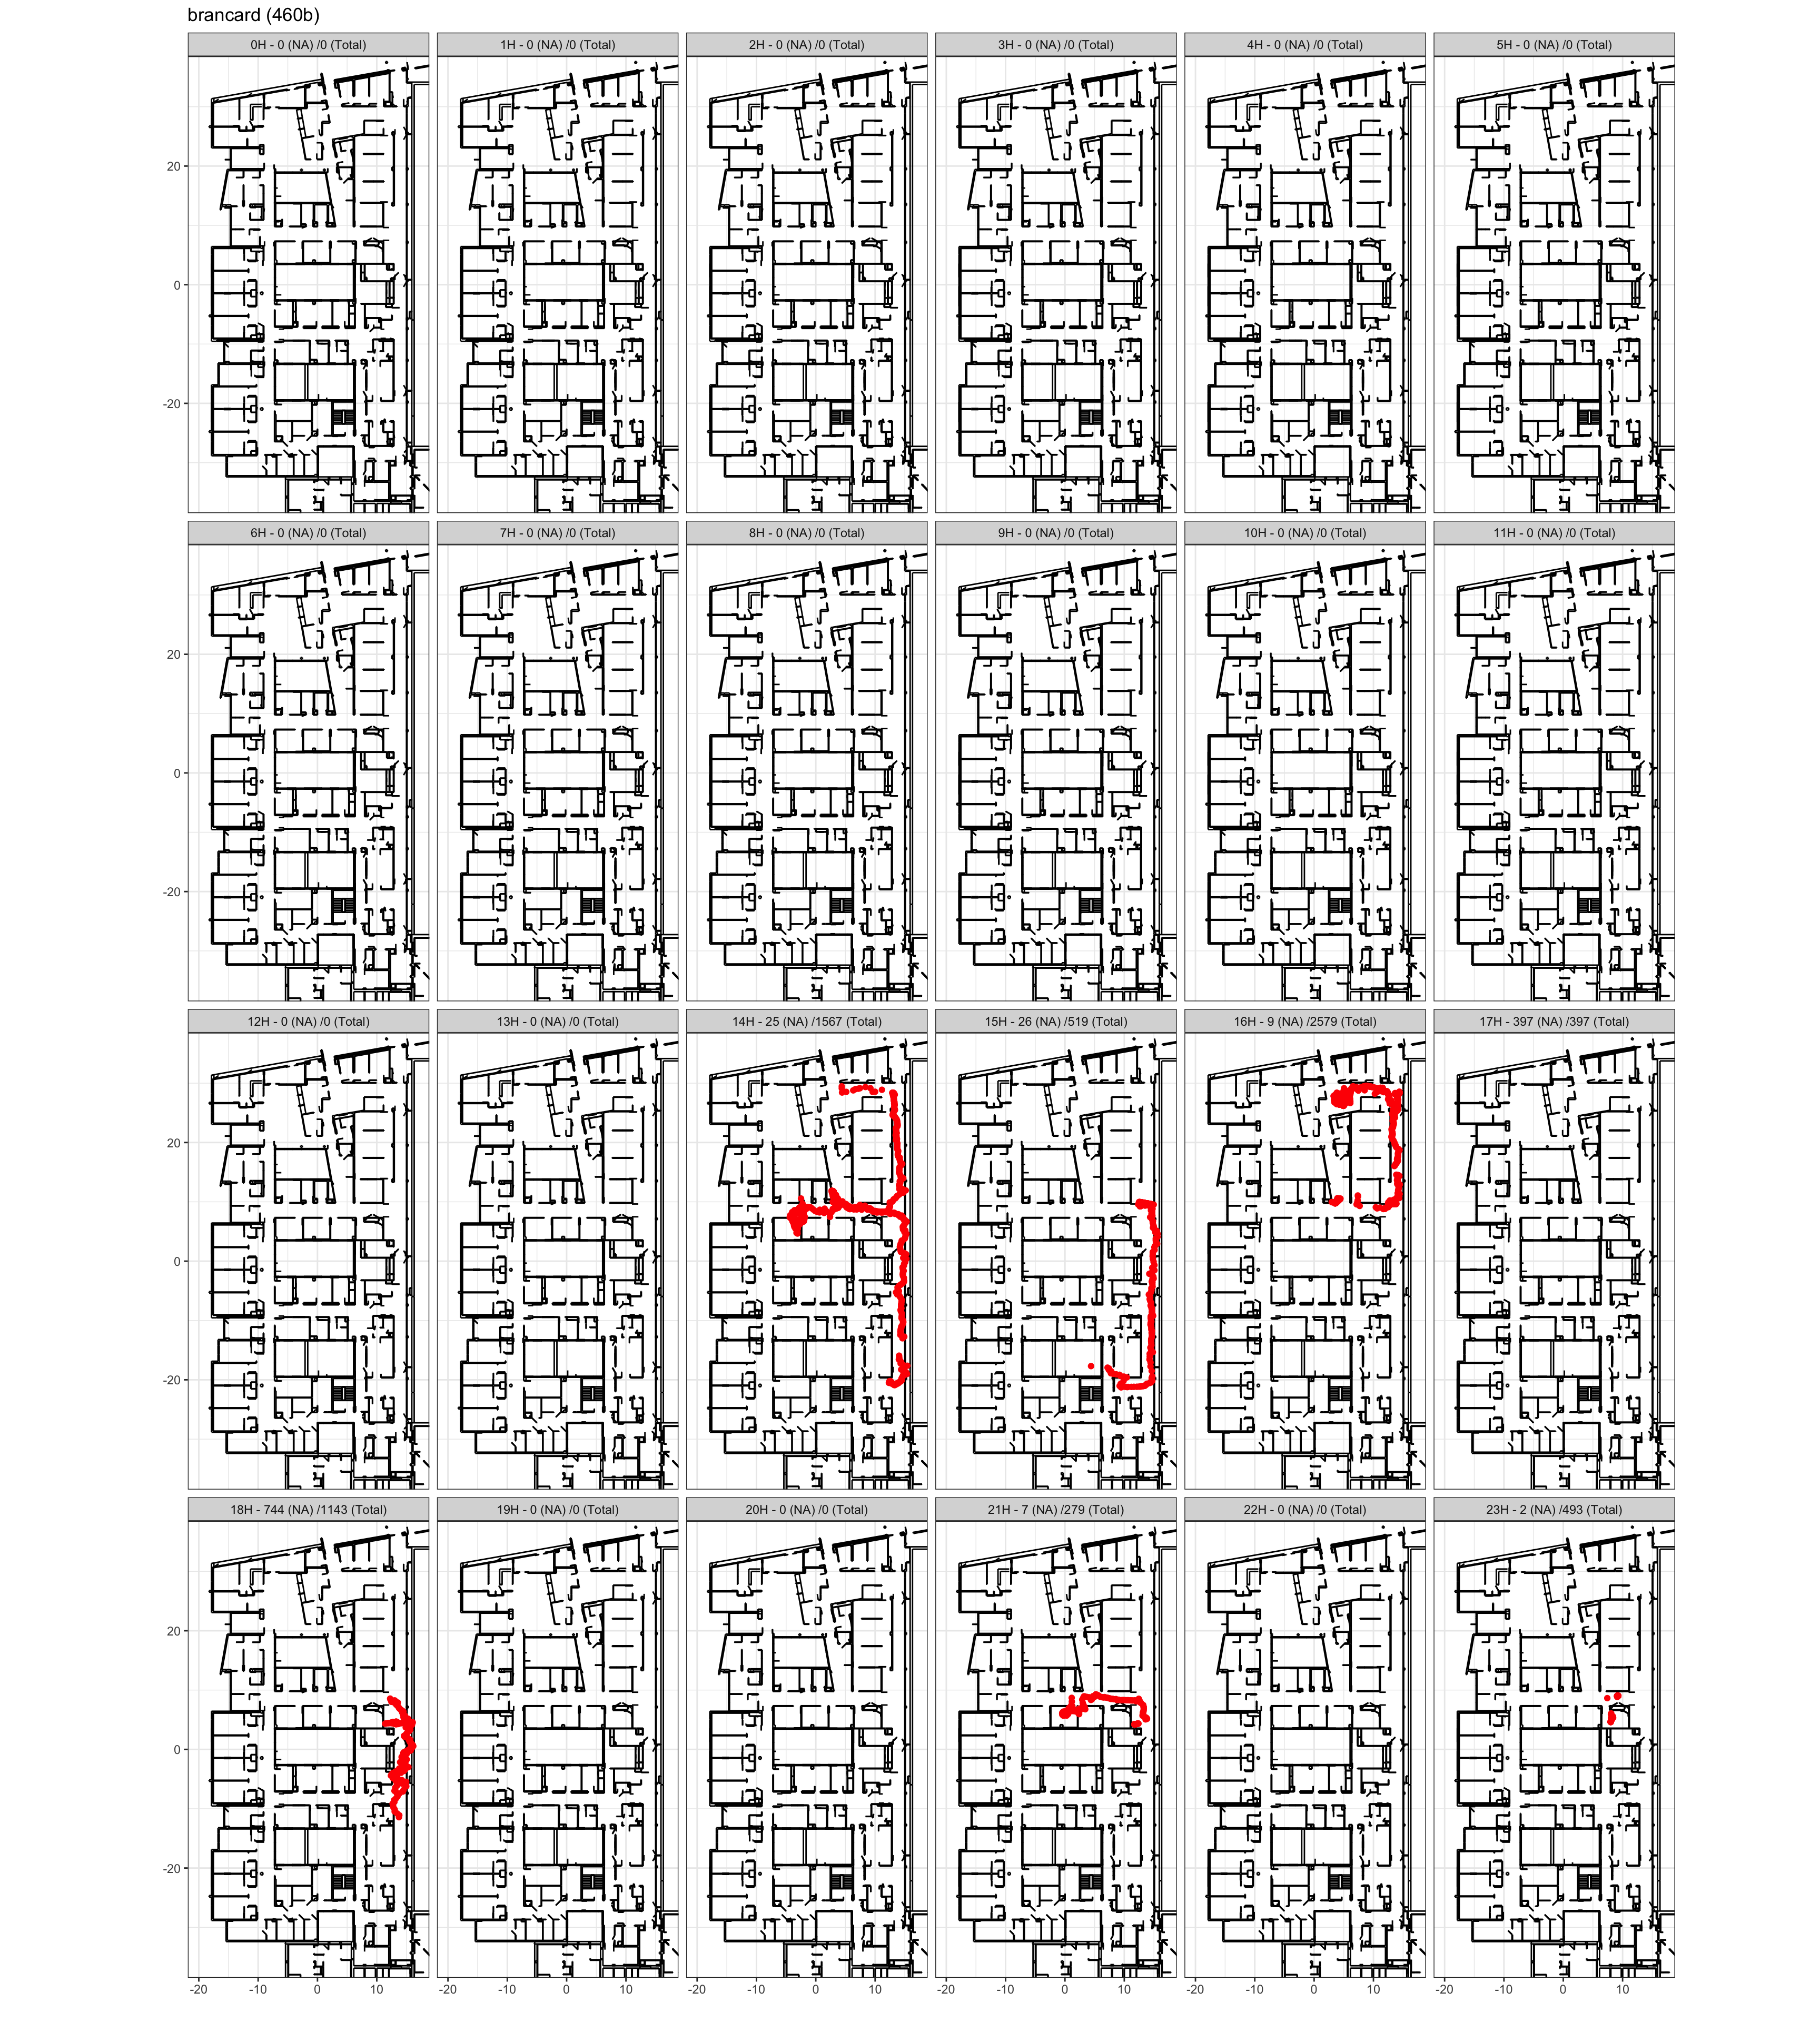 brancard (460b)
0H - 0 (NA) /0 (Total) 1H - 0 (NA) /0 (Total) 2H - 0 (NA) /0 (Total) 3H - 0 (NA) /0 (Total) 4H - 0 (NA) /0 (Total) 5H - 0 (NA) /0 (Total)
20
0
-20
6H - 0 (NA) /0 (Total) 7H - 0 (NA) /0 (Total) 8H - 0 (NA) /0 (Total) 9H - 0 (NA) /0 (Total) 10H - 0 (NA) /0 (Total) 11H - 0 (NA) /0 (Total)
20
0
-20
12H - 0 (NA) /0 (Total) 13H - 0 (NA) /0 (Total) 14H - 25 (NA) /1567 (Total) 15H - 26 (NA) /519 (Total) 16H - 9 (NA) /2579 (Total) 17H - 397 (NA) /397 (Total)
20
0
-20
18H - 744 (NA) /1143 (Total) 19H - 0 (NA) /0 (Total) 20H - 0 (NA) /0 (Total) 21H - 7 (NA) /279 (Total) 22H - 0 (NA) /0 (Total) 23H - 2 (NA) /493 (Total)
20
0
-20
-20 -10 0 10 -20 -10 0 10 -20 -10 0 10 -20 -10 0 10 -20 -10 0 10 -20 -10 0 10